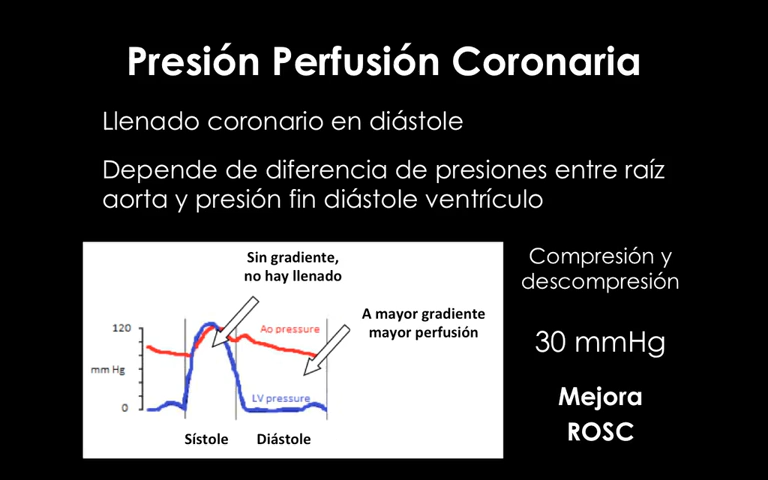 Presión Perfusión Coronaria
Llenado coronario en diástole
Depende de diferencia de presiones entre raíz
aorta y presión fin diástole ventrículo
Sin gradiente,
no hay llenado
A mayor gradiente
mayor perfusión
120
Ao pressure
mm Hg
LV pressure
0
Sístole
Diástole
Compresión y
descompresión
30 mmHg
Mejora
ROSC